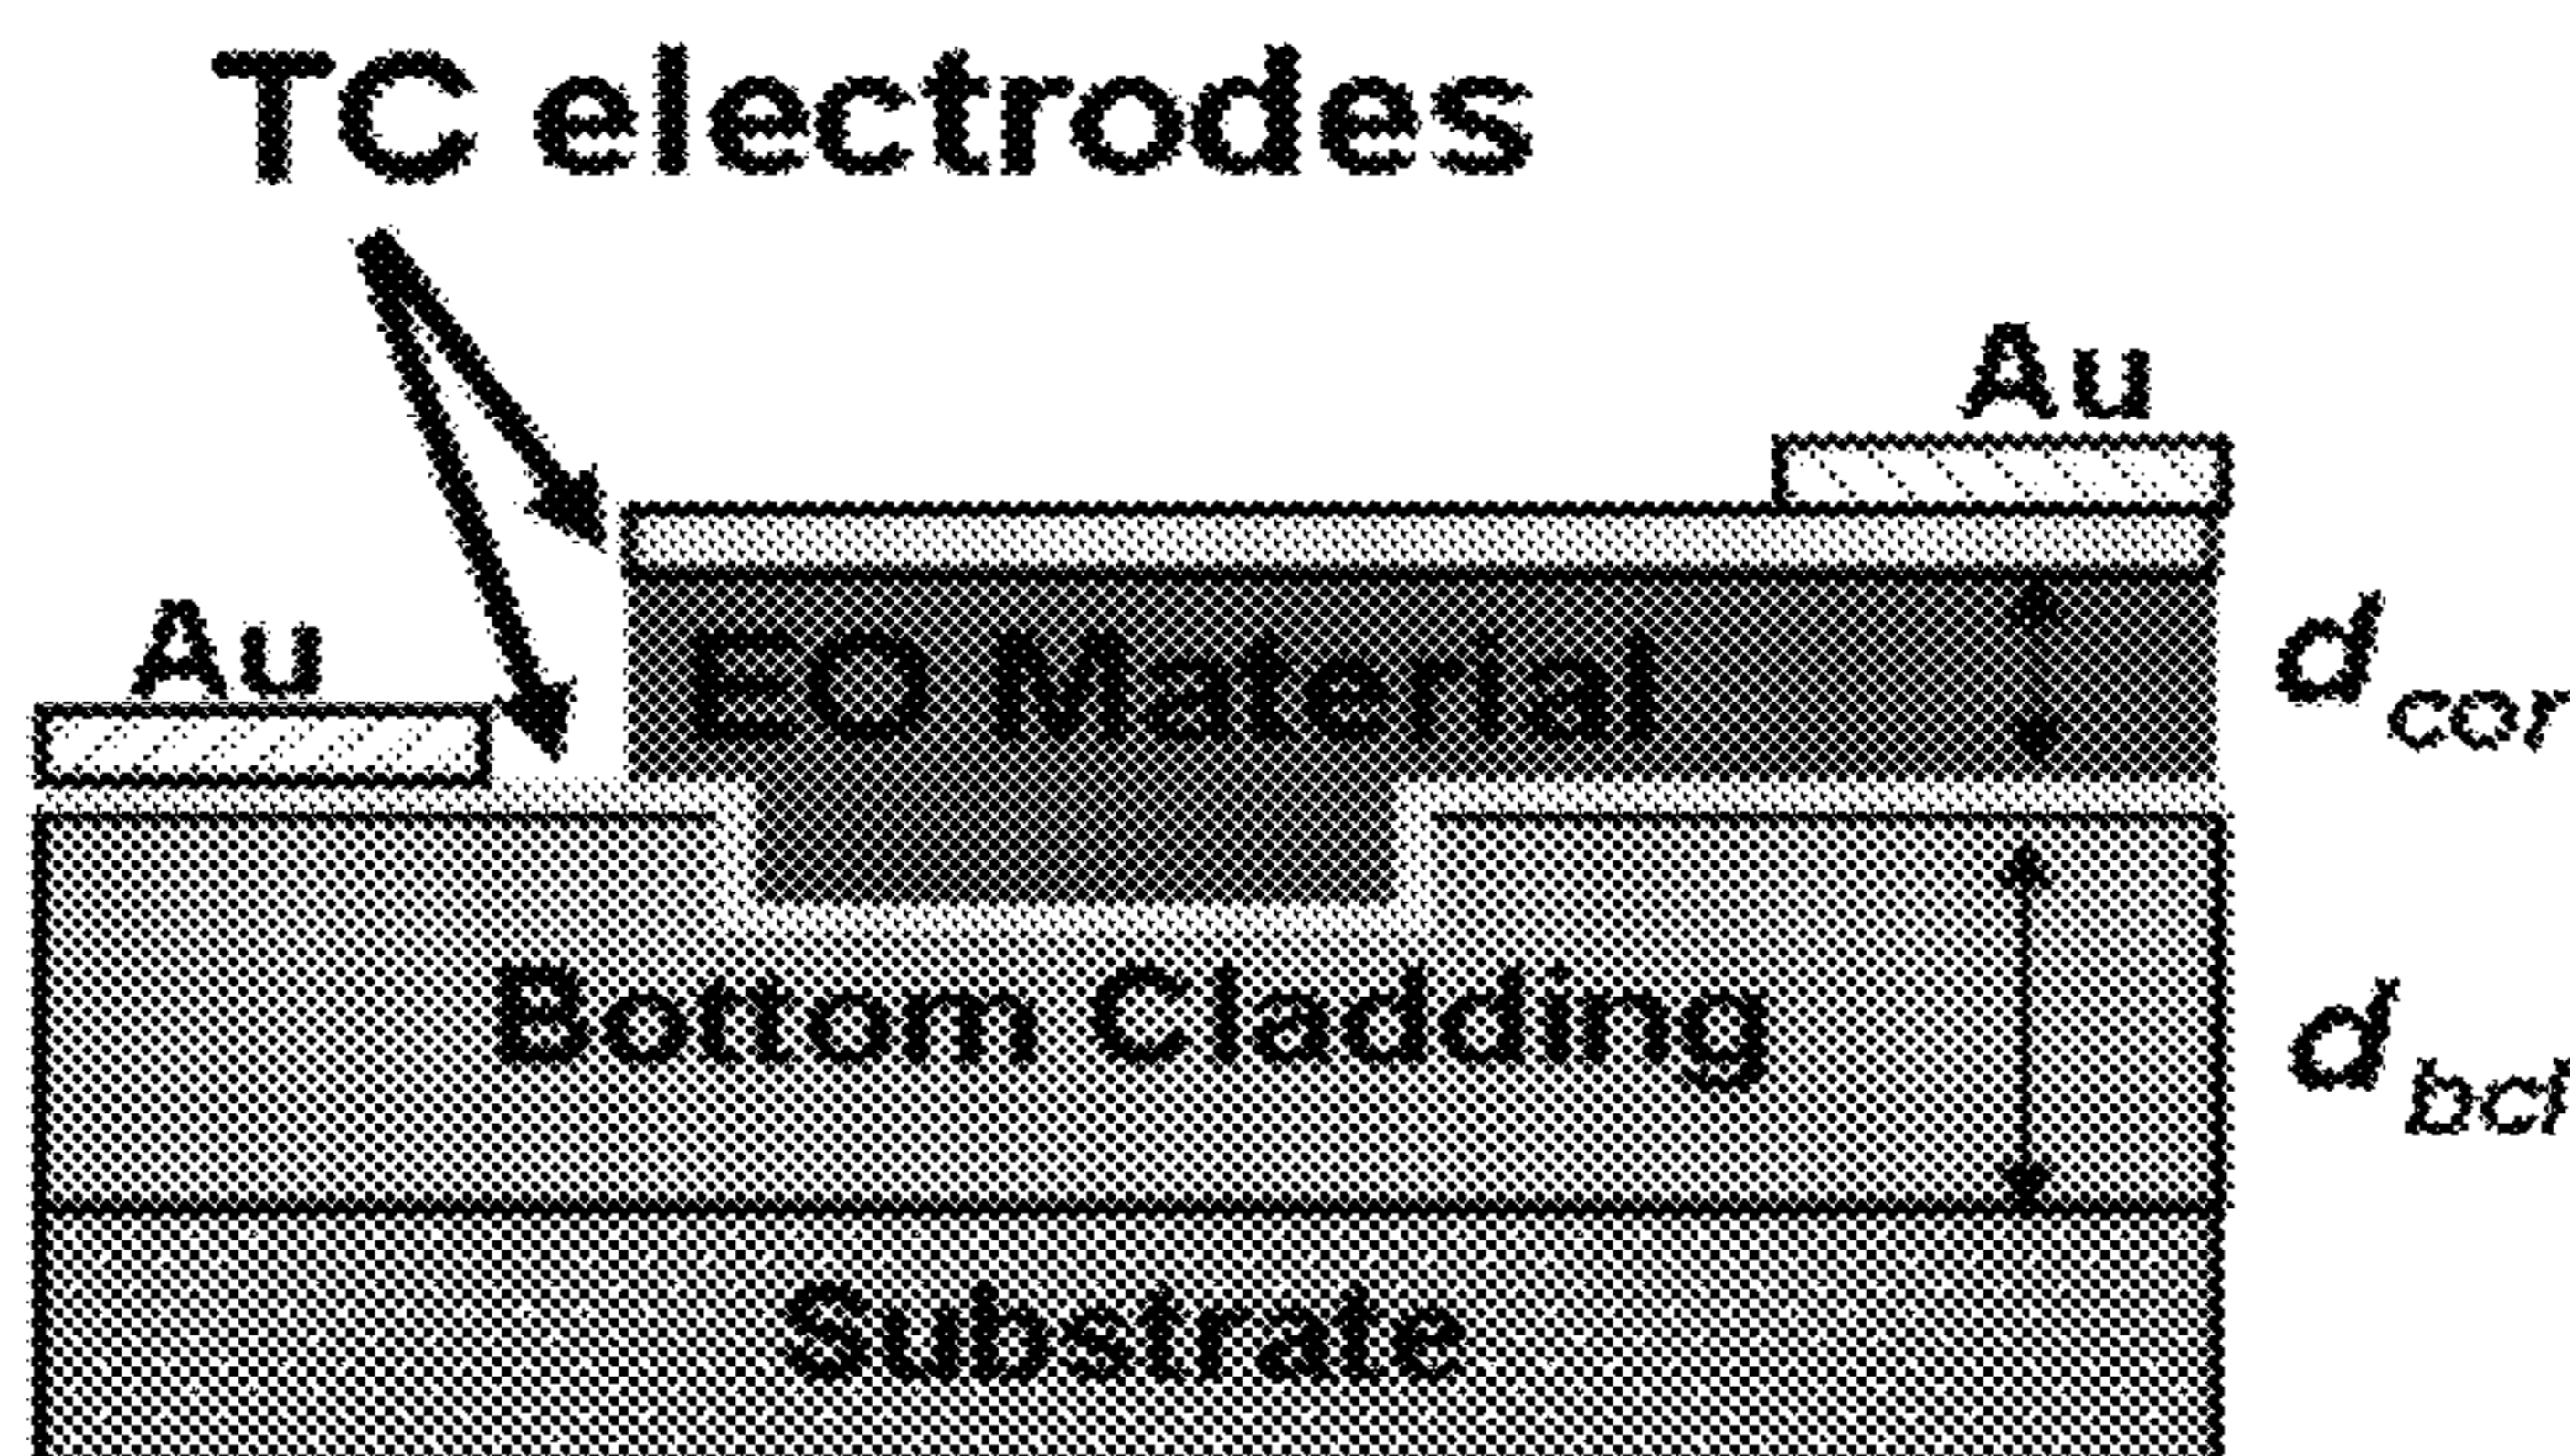 TC electrodes
Au
Au
EO Material
d
Bottom Cladding
d
Substrate